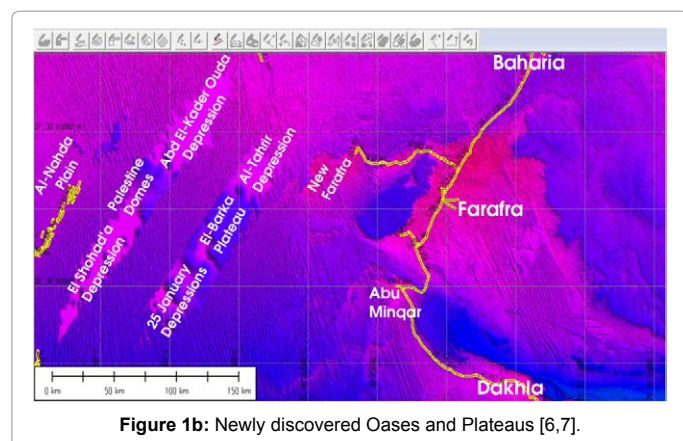 Baharia
Al-Nahda
Plain
El Shohad'a
Depression
Palestine
Domes
Abd El-Kader Ouda
Depression
25 January
Depressions
El-Barka
Plateau
Al-Tahrir
Depression
New
Farafra
Farafra
Abu
Minqar
Dakhla
0 km 50 km 100 km 150 km
Figure 1b: Newly discovered Oases and Plateaus [6,7].